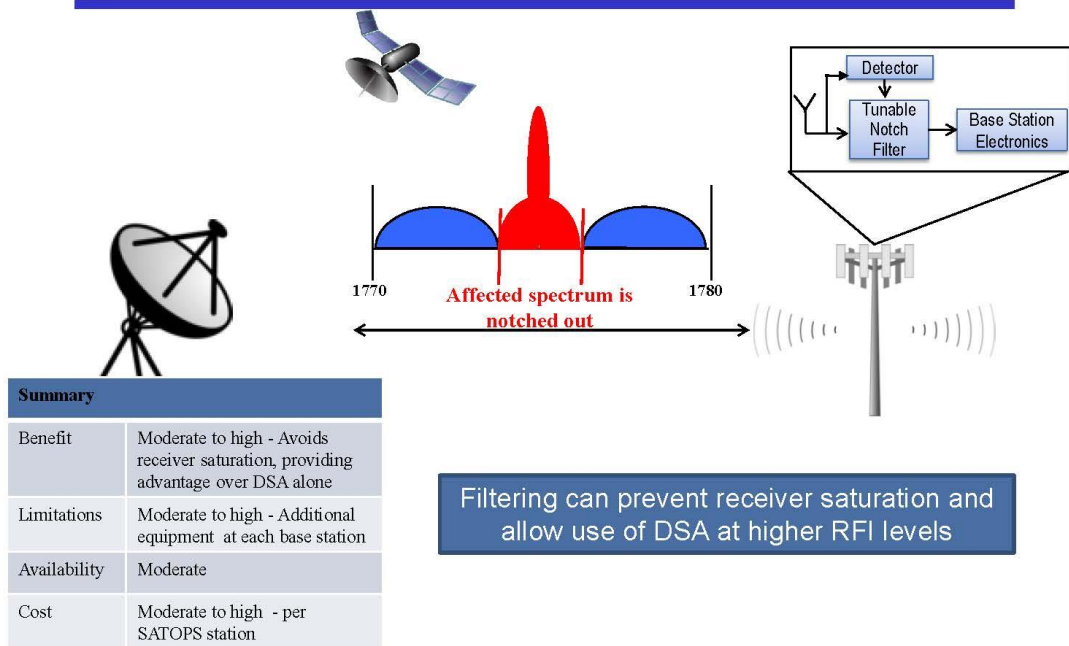 Detector
Tunable
Notch
Filter
Base Station
Electronics
1770
1780
Affected spectrum is
notched out
Summary
Benefit
Moderate to high - Avoids
receiver saturation, providing
advantage over DSA alone
Limitations
Moderate to high - Additional
equipment at each base station
Availability
Moderate
Cost
Moderate to high - per
SATOPS station
Filtering can prevent receiver saturation and
allow use of DSA at higher RFI levels